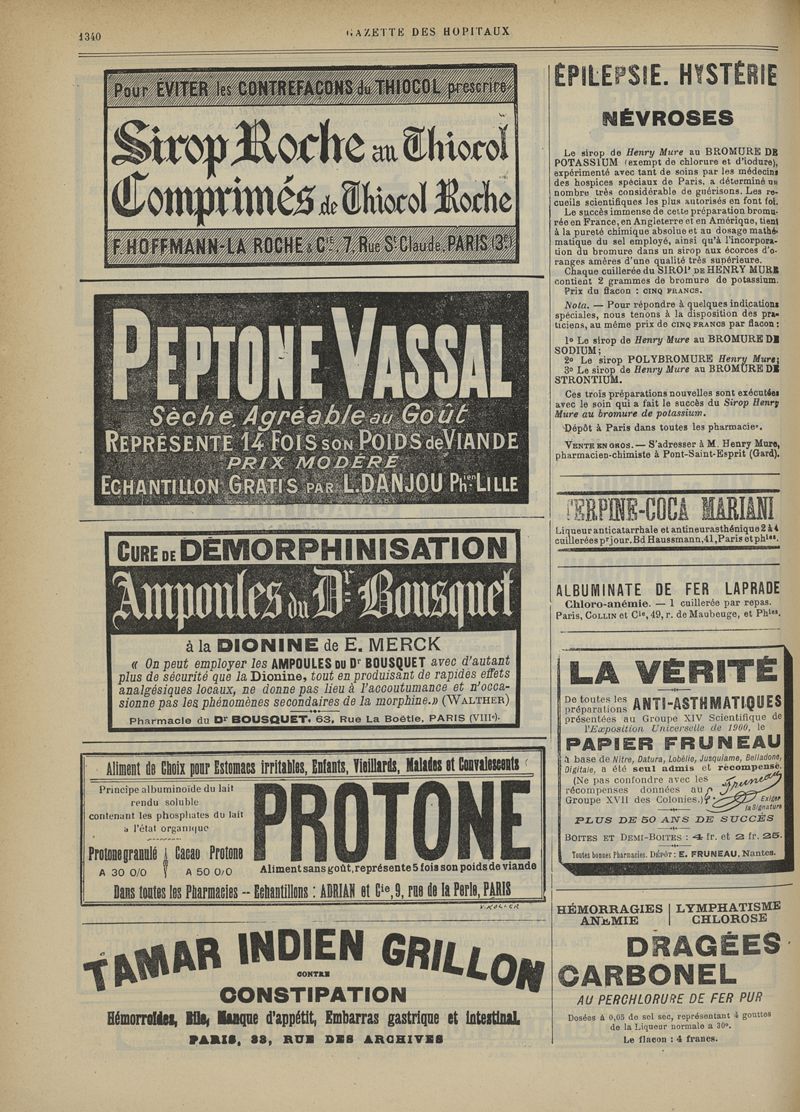 1340
GAZETTE DES HOPITAUX
Pour ÉVITER les CONTREFAÇONS du THIOCOL prescrire
Sirop Roche au Thiocol
Comprimés de Thiocol Roche
F. HOFFMANN-LA ROCHE & Cie, 7, Rue St Claude, PARIS (3e)
PEPTONE VASSAL
Sèche, Agréable au Goût
REPRÉSENTE 14 FOIS SON POIDS de VIANDE
PRIX MODÉRÉ
ECHANTILLON GRATIS PAR L. DANJOU Phien LILLE
CURE DE DÉMORPHINISATION
Ampoules du Dr Bousquet
à la DIONINE de E. MERCK
« On peut employer les AMPOULES DU Dr BOUSQUET avec d'autant
plus de sécurité que la Dionine, tout en produisant de rapides effets
analgésiques locaux, ne donne pas lieu à l'accoutumance et n'occa-
sionne pas les phénomènes secondaires de la morphine.» (WALTHER)
Pharmacie du Dr BOUSQUET, 63, Rue La Boëtie, PARIS (VIIIe).
Aliment de Choix pour Estomacs irritables, Enfants, Vieillards, Malades et Convalescents
Principe albuminoïde du lait
rendu soluble
contenant les phosphates du lait
a l'état organique
PROTONE
Protone granulé
A 30 0/0
Cacao Protone
A 50 0/0
Aliment sans goût, représente 5 fois son poids de viande
Dans toutes les Pharmacies -- Echantillons : ADRIAN et Cie, 9, rue de la Perle, PARIS
TAMAR INDIEN GRILLON
CONTRE
CONSTIPATION
Hémorroïdes, Bile, Manque d'appétit, Embarras gastrique et intestinal.
PARIS, 33, RUE DES ARCHIVES
ÉPILEPSIE. HYSTÉRIE
NÉVROSES
Le sirop de Henry Mure au BROMURE DE
POTASSIUM (exempt de chlorure et d'iodure),
expérimenté avec tant de soins par les médecins
des hospices spéciaux de Paris, a déterminé un
nombre très considérable de guérisons. Les re-
cueils scientifiques les plus autorisés en font foi.
Le succès immense de cette préparation bromu-
rée en France, en Angleterre et en Amérique, tient
à la pureté chimique absolue et au dosage mathé-
matique du sel employé, ainsi qu'à l'incorpora-
tion du bromure dans un sirop aux écorces d'o-
ranges amères d'une qualité très supérieure.
Chaque cuillerée du SIROP DE HENRY MURE
contient 2 grammes de bromure de potassium.
Prix du flacon : CINQ FRANCS.
Nota. — Pour répondre à quelques indications
spéciales, nous tenons à la disposition des pra-
ticiens, au même prix de CINQ FRANCS par flacon :
1o Le sirop de Henry Mure au BROMURE DE
SODIUM;
2o Le sirop POLYBROMURE Henry Mure;
3o Le sirop de Henry Mure au BROMURE DE
STRONTIUM.
Ces trois préparations nouvelles sont exécutées
avec le soin qui a fait le succès du Sirop Henry
Mure au bromure de potassium.
Dépôt à Paris dans toutes les pharmacies.
VENTE EN GROS. — S'adresser à M. Henry Mure,
pharmacien-chimiste à Pont-Saint-Esprit (Gard).
TERPINE-COCA MARIANI
Liqueur anticatarrhale et antineurasthénique 2 à 4
cuillerées pr jour. Bd Haussmann, 41, Paris et phies.
ALBUMINATE DE FER LAPRADE
Chloro-anémie. — 1 cuillerée par repas.
Paris, COLLIN et Cie, 49, r. de Maubeuge, et Phies.
LA VÉRITÉ
De toutes les
préparations
ANTI-ASTHMATIQUES
présentées au Groupe XIV Scientifique de
l'Exposition Universelle de 1900, le
PAPIER FRUNEAU
à base de Nitre, Datura, Lobélie, Jusquiame, Belladone,
Digitale, a été seul admis et récompensé.
(Ne pas confondre avec les
récompenses données au
Groupe XVII des Colonies.)
Fruneau
Exiger
la Signature
PLUS DE 50 ANS DE SUCCÈS
BOITES ET DEMI-BOITES : 4 fr. et 2 fr. 25.
Toutes bonnes Pharmacies. DÉPÔT : E. FRUNEAU, Nantes.
HÉMORRAGIES
ANÉMIE
LYMPHATISME
CHLOROSE
DRAGÉES
CARBONEL
AU PERCHLORURE DE FER PUR
Dosées à 0,05 de sel sec, représentant 4 gouttes
de la Liqueur normale a 30°.
Le flacon : 4 francs.